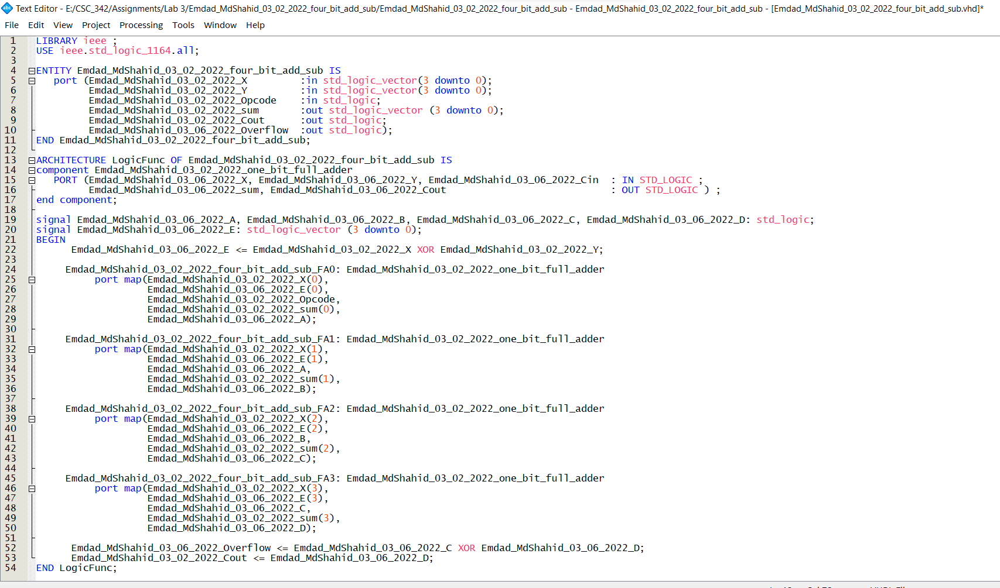 Text Editor - E:/CSC_342/Assignments/Lab 3/Emdad_MdShahid_03_02_2022_four_bit_add_sub/Emdad_MdShahid_03_02_2022_four_bit_add_sub - Emdad_MdShahid_03_02_2022_four_bit_add_sub - [Emdad_MdShahid_03_02_2022_four_bit_add_sub.vhd]*
File Edit View Project Processing Tools Window Help
1 LIBRARY ieee ;
2 USE ieee.std_logic_1164.all;
3
4 ENTITY Emdad_MdShahid_03_02_2022_four_bit_add_sub IS
5 port (Emdad_MdShahid_03_02_2022_X :in std_logic_vector(3 downto 0);
6 Emdad_MdShahid_03_02_2022_Y :in std_logic_vector(3 downto 0);
7 Emdad_MdShahid_03_02_2022_Opcode :in std_logic;
8 Emdad_MdShahid_03_02_2022_sum :out std_logic_vector (3 downto 0);
9 Emdad_MdShahid_03_02_2022_Cout :out std_logic;
10 Emdad_MdShahid_03_06_2022_Overflow :out std_logic);
11 END Emdad_MdShahid_03_02_2022_four_bit_add_sub;
12
13 ARCHITECTURE LogicFunc OF Emdad_MdShahid_03_02_2022_four_bit_add_sub IS
14 component Emdad_MdShahid_03_02_2022_one_bit_full_adder
15 PORT (Emdad_MdShahid_03_06_2022_X, Emdad_MdShahid_03_06_2022_Y, Emdad_MdShahid_03_06_2022_Cin : IN STD_LOGIC ;
16 Emdad_MdShahid_03_06_2022_sum, Emdad_MdShahid_03_06_2022_Cout : OUT STD_LOGIC ) ;
17 end component;
18
19 signal Emdad_MdShahid_03_06_2022_A, Emdad_MdShahid_03_06_2022_B, Emdad_MdShahid_03_06_2022_C, Emdad_MdShahid_03_06_2022_D: std_logic;
20 signal Emdad_MdShahid_03_06_2022_E: std_logic_vector (3 downto 0);
21 BEGIN
22 Emdad_MdShahid_03_06_2022_E <= Emdad_MdShahid_03_02_2022_X XOR Emdad_MdShahid_03_02_2022_Y;
23
24 Emdad_MdShahid_03_02_2022_four_bit_add_sub_FA0: Emdad_MdShahid_03_02_2022_one_bit_full_adder
25 port map(Emdad_MdShahid_03_02_2022_X(0),
26 Emdad_MdShahid_03_06_2022_E(0),
27 Emdad_MdShahid_03_02_2022_Opcode,
28 Emdad_MdShahid_03_02_2022_sum(0),
29 Emdad_MdShahid_03_06_2022_A);
30
31 Emdad_MdShahid_03_02_2022_four_bit_add_sub_FA1: Emdad_MdShahid_03_02_2022_one_bit_full_adder
32 port map(Emdad_MdShahid_03_02_2022_X(1),
33 Emdad_MdShahid_03_06_2022_E(1),
34 Emdad_MdShahid_03_06_2022_A,
35 Emdad_MdShahid_03_02_2022_sum(1),
36 Emdad_MdShahid_03_06_2022_B);
37
38 Emdad_MdShahid_03_02_2022_four_bit_add_sub_FA2: Emdad_MdShahid_03_02_2022_one_bit_full_adder
39 port map(Emdad_MdShahid_03_02_2022_X(2),
40 Emdad_MdShahid_03_06_2022_E(2),
41 Emdad_MdShahid_03_06_2022_B,
42 Emdad_MdShahid_03_02_2022_sum(2),
43 Emdad_MdShahid_03_06_2022_C);
44
45 Emdad_MdShahid_03_02_2022_four_bit_add_sub_FA3: Emdad_MdShahid_03_02_2022_one_bit_full_adder
46 port map(Emdad_MdShahid_03_02_2022_X(3),
47 Emdad_MdShahid_03_06_2022_E(3),
48 Emdad_MdShahid_03_06_2022_C,
49 Emdad_MdShahid_03_02_2022_sum(3),
50 Emdad_MdShahid_03_06_2022_D);
51
52 Emdad_MdShahid_03_06_2022_Overflow <= Emdad_MdShahid_03_06_2022_C XOR Emdad_MdShahid_03_06_2022_D;
53 Emdad_MdShahid_03_02_2022_Cout <= Emdad_MdShahid_03_06_2022_D;
54 END LogicFunc;